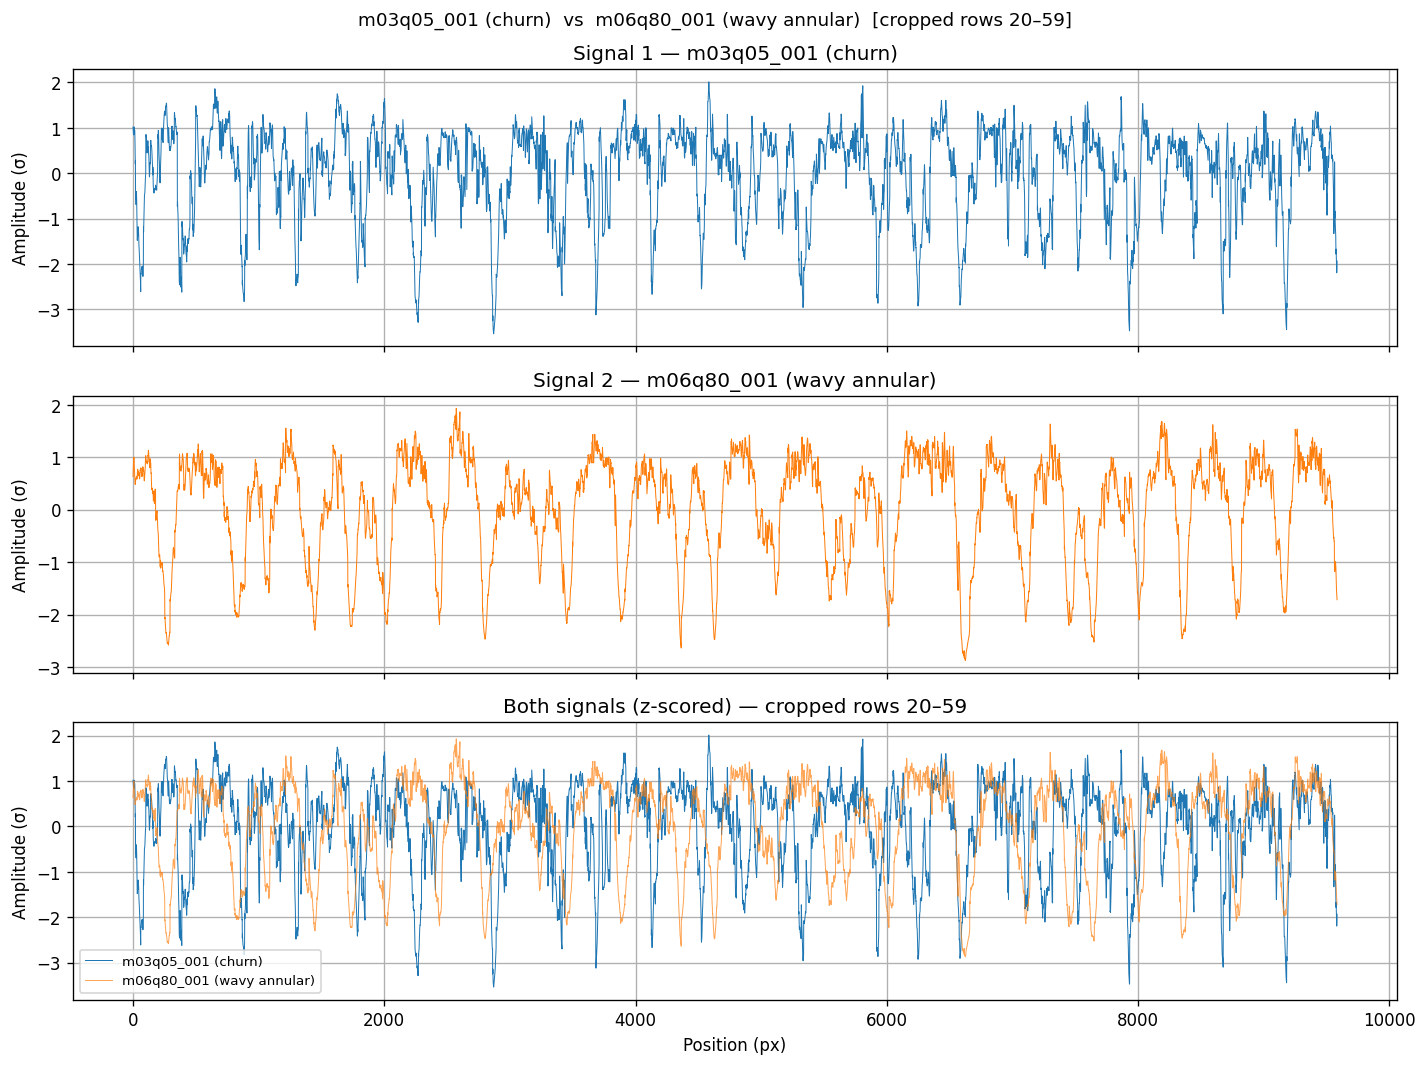 m03q05_001 (churn)  vs  m06q80_001 (wavy annular)  [cropped rows 20–59]
Signal 1 — m03q05_001 (churn)
Amplitude (σ)
2
1
0
−1
−2
−3
Signal 2 — m06q80_001 (wavy annular)
Amplitude (σ)
2
1
0
−1
−2
−3
Both signals (z-scored) — cropped rows 20–59
Amplitude (σ)
2
1
0
−1
−2
−3
m03q05_001 (churn)
m06q80_001 (wavy annular)
0 2000 4000 6000 8000 10000
Position (px)